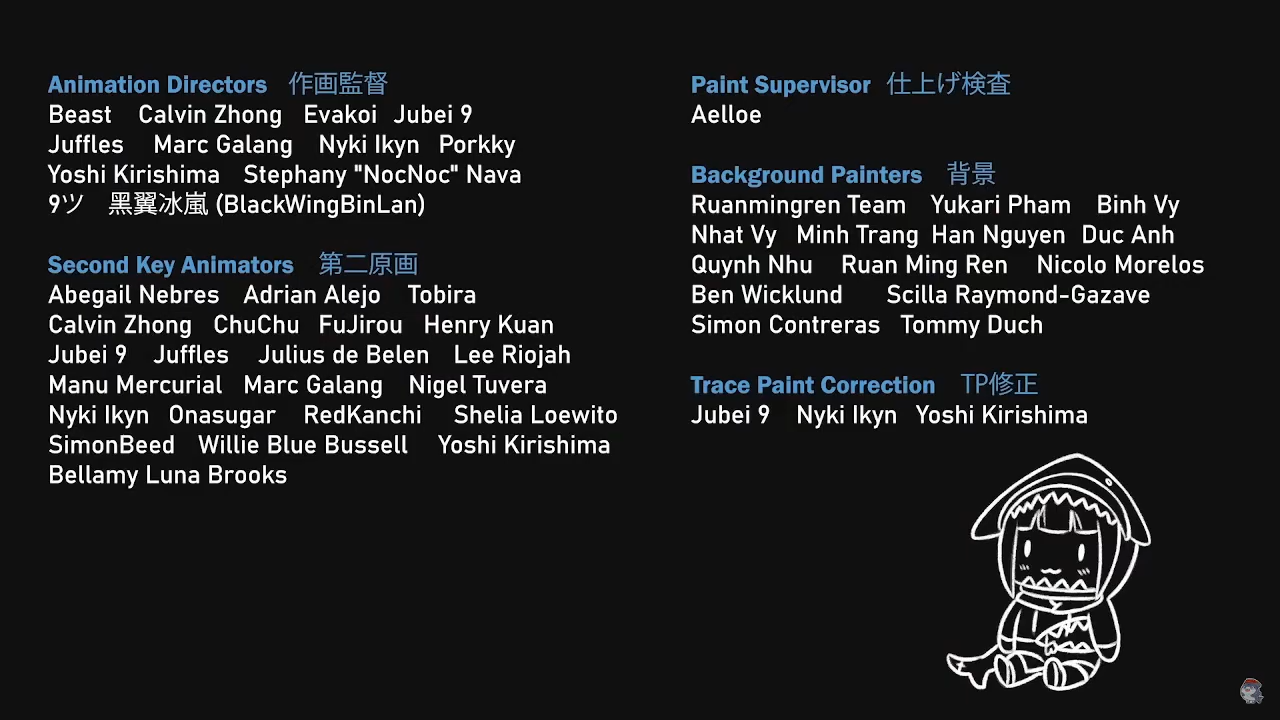 Animation Directors 作画監督
Beast Calvin Zhong Evakoi Jubei 9
Juffles Marc Galang Nyki Ikyn Porkky
Yoshi Kirishima Stephany "NocNoc" Nava
9ツ 黑翼冰嵐 (BlackWingBinLan)
Second Key Animators 第二原画
Abegail Nebres Adrian Alejo Tobira
Calvin Zhong ChuChu FuJirou Henry Kuan
Jubei 9 Juffles Julius de Belen Lee Riojah
Manu Mercurial Marc Galang Nigel Tuvera
Nyki Ikyn Onasugar RedKanchi Shelia Loewito
SimonBeed Willie Blue Bussell Yoshi Kirishima
Bellamy Luna Brooks
Paint Supervisor 仕上げ検査
Aelloe
Background Painters 背景
Ruanmingren Team Yukari Pham Binh Vy
Nhat Vy Minh Trang Han Nguyen Duc Anh
Quynh Nhu Ruan Ming Ren Nicolo Morelos
Ben Wicklund Scilla Raymond-Gazave
Simon Contreras Tommy Duch
Trace Paint Correction TP修正
Jubei 9 Nyki Ikyn Yoshi Kirishima